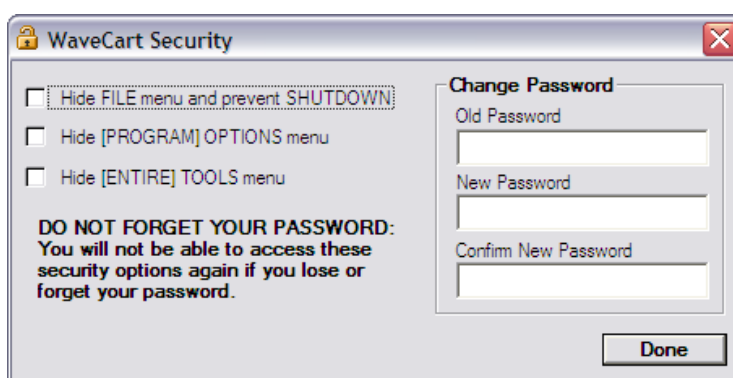 WaveCart Security
Hide FILE menu and prevent SHUTDOWN
Hide [PROGRAM] OPTIONS menu
Hide [ENTIRE] TOOLS menu
DO NOT FORGET YOUR PASSWORD:
You will not be able to access these
security options again if you lose or
forget your password.
Change Password
Old Password
New Password
Confirm New Password
Done